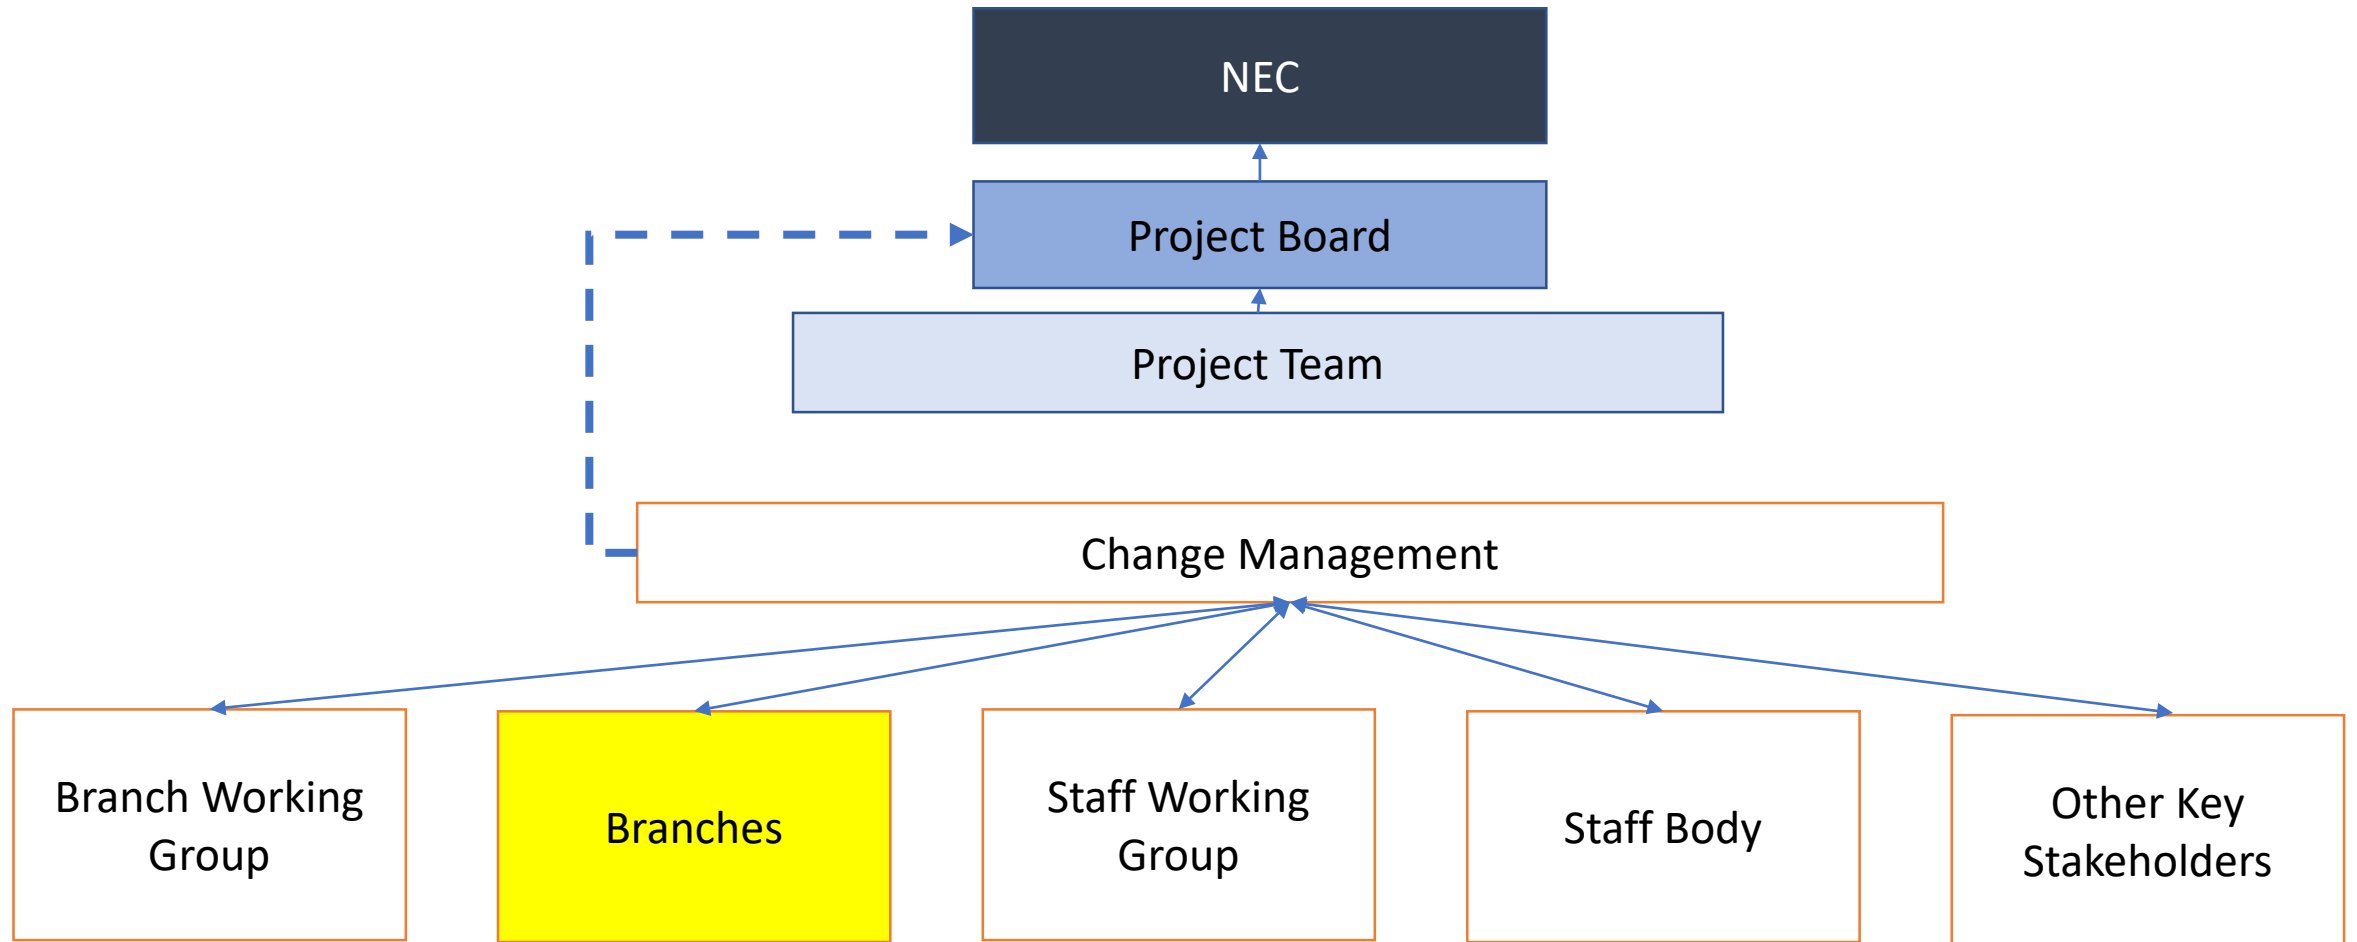 NEC
Project Board
Project Team
Change Management
Branch Working
Group
Branches
Staff Working
Group
Staff Body
Other Key
Stakeholders